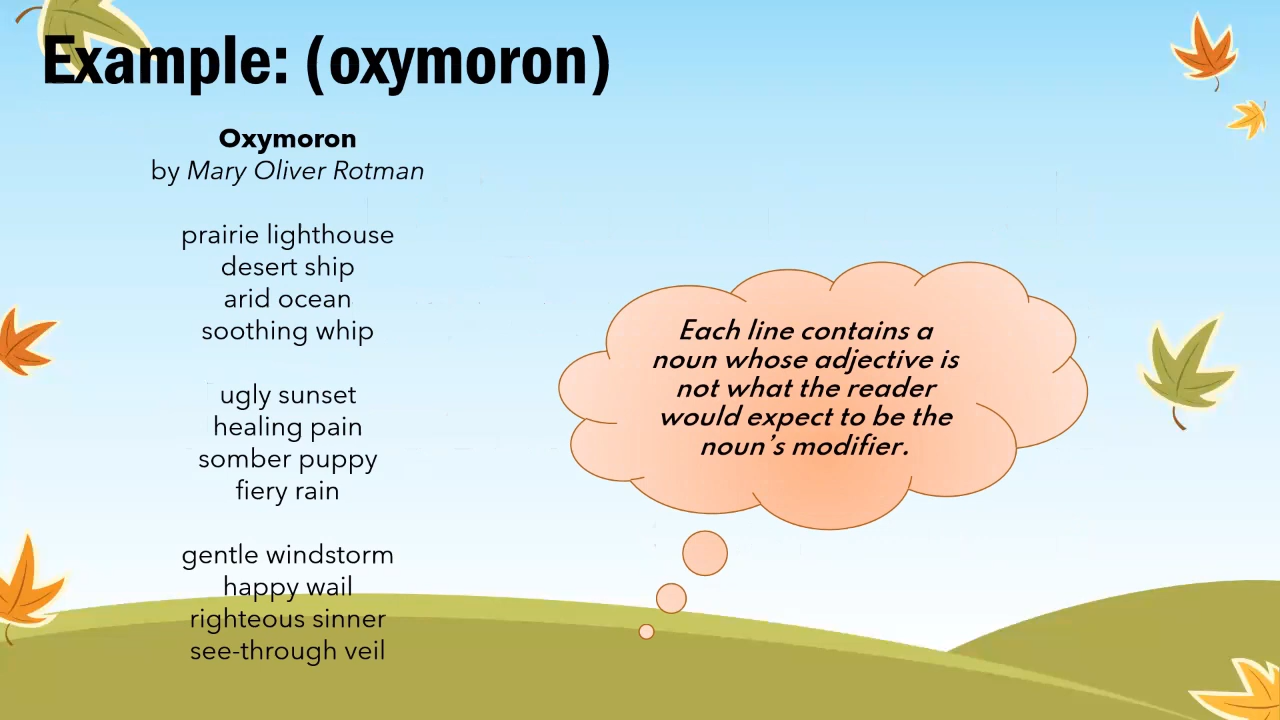 Example: (oxymoron)
Oxymoron
by Mary Oliver Rotman
prairie lighthouse
desert ship
arid ocean
soothing whip
ugly sunset
healing pain
somber puppy
fiery rain
gentle windstorm
happy wail
righteous sinner
see-through veil
Each line contains a
noun whose adjective is
not what the reader
would expect to be the
noun’s modifier.